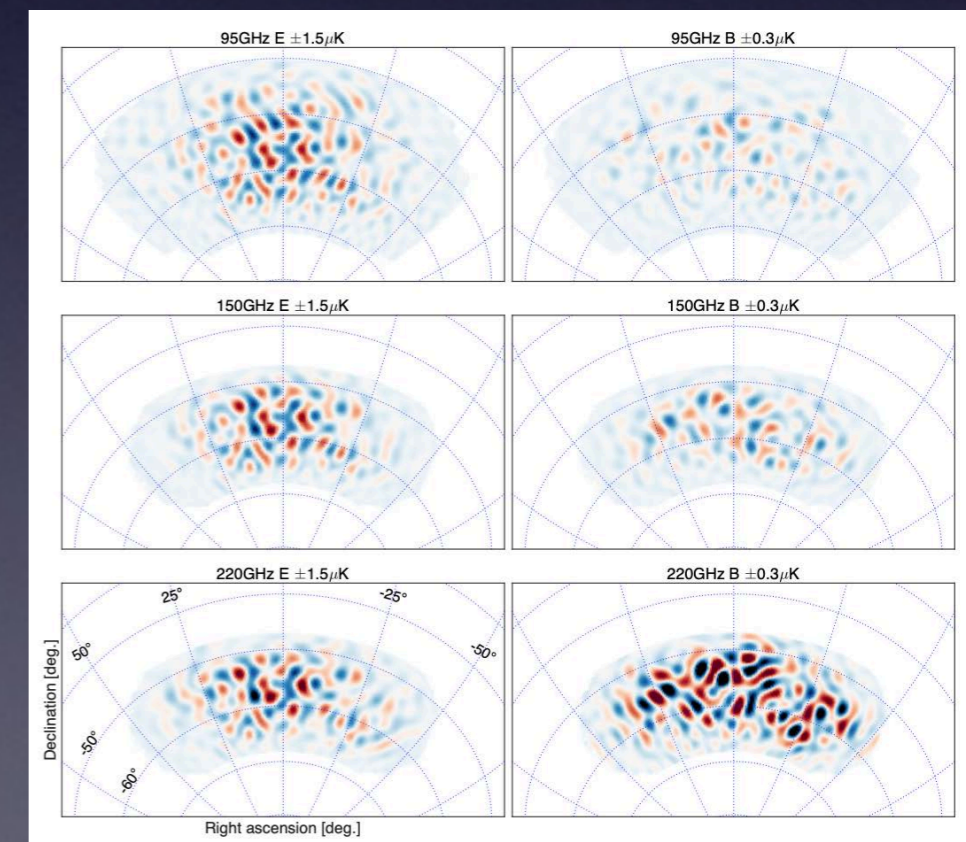 95GHz E ±1.5μK
95GHz B ±0.3μK
150GHz E ±1.5μK
150GHz B ±0.3μK
220GHz E ±1.5μK
220GHz B ±0.3μK
25°
-25°
50°
-50°
-50°
-60°
Declination [deg.]
Right ascension [deg.]